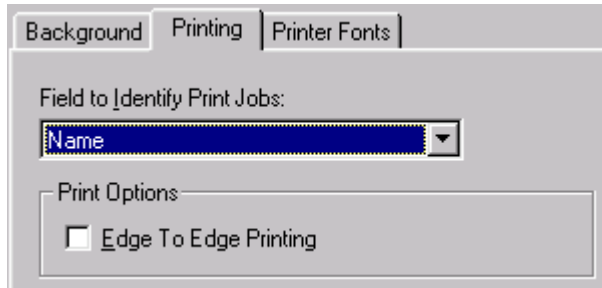 Background Printing Printer Fonts
Field to Identify Print Jobs:
Name
Print Options
Edge To Edge Printing